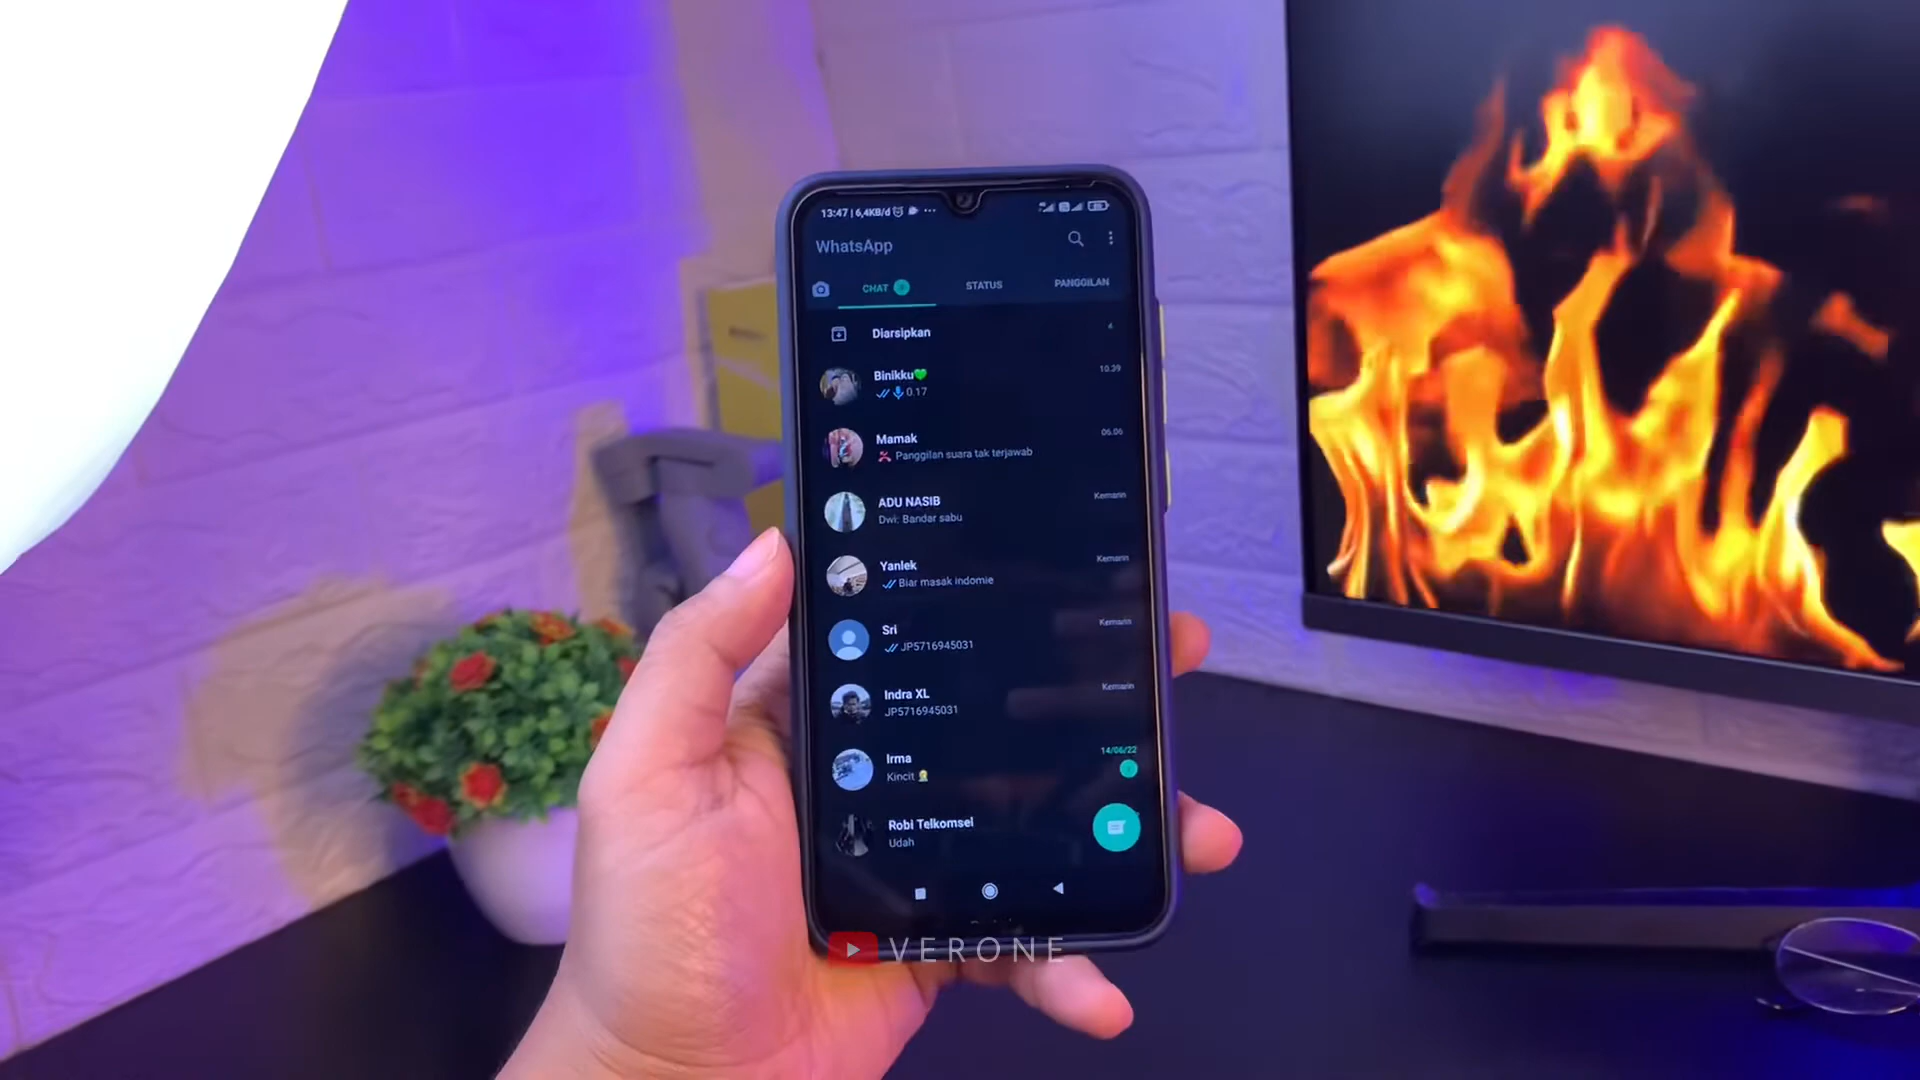 13:47 | 6,4KB/d
WhatsApp
CHAT
STATUS
PANGGILAN
Diarsipkan
4
Binikku💚
10.39
0.17
Mamak
06.06
Panggilan suara tak terjawab
ADU NASIB
Kemarin
Dwi: Bandar sabu
Yanlek
Kemarin
Biar masak indomie
Sri
Kemarin
JP5716945031
Indra XL
Kemarin
JP5716945031
Irma
14/06/22
Kincit
Robi Telkomsel
Udah
VERONE